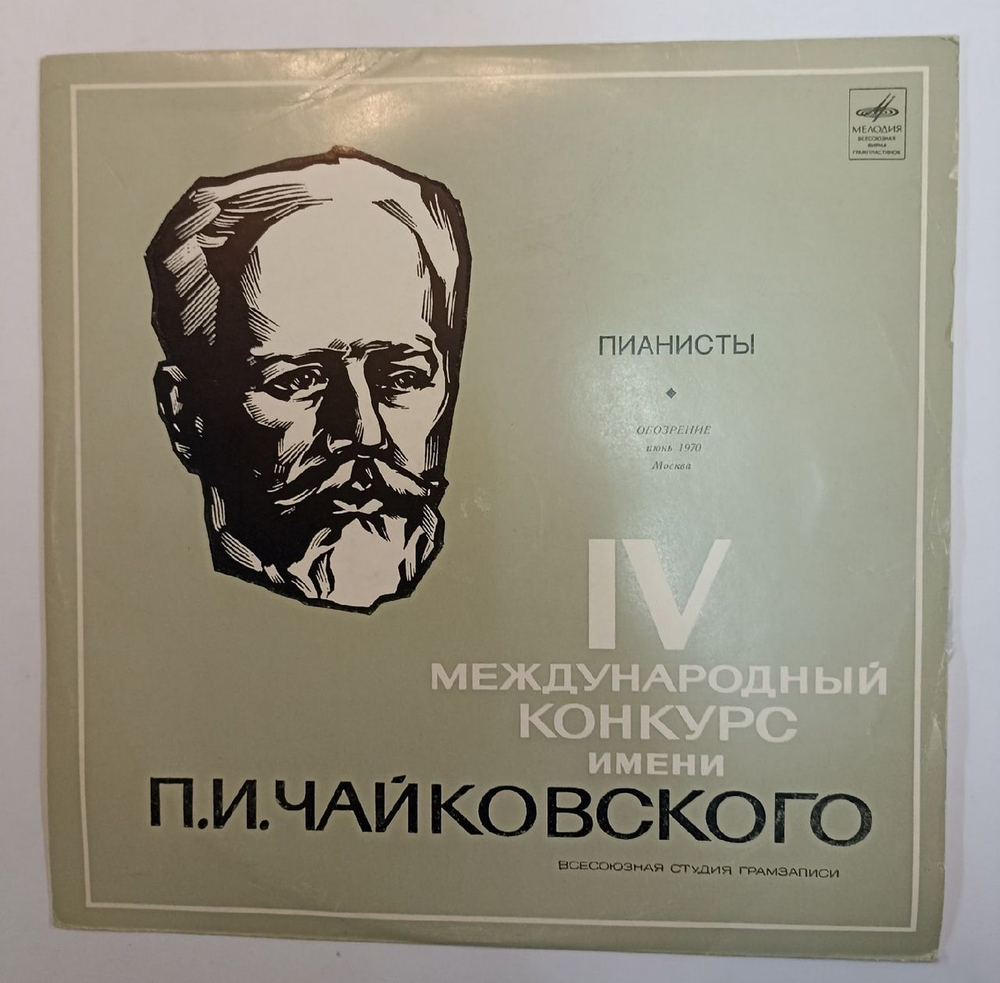 МЕЛОДИЯ
ВСЕСОЮЗНАЯ
ФИРМА
ГРАМПЛАСТИНОК
ПИАНИСТЫ
ОБОЗРЕНИЕ
июнь 1970
Москва
IV
МЕЖДУНАРОДНЫЙ
КОНКУРС
ИМЕНИ
П.И.ЧАЙКОВСКОГО
ВСЕСОЮЗНАЯ СТУДИЯ ГРАМЗАПИСИ